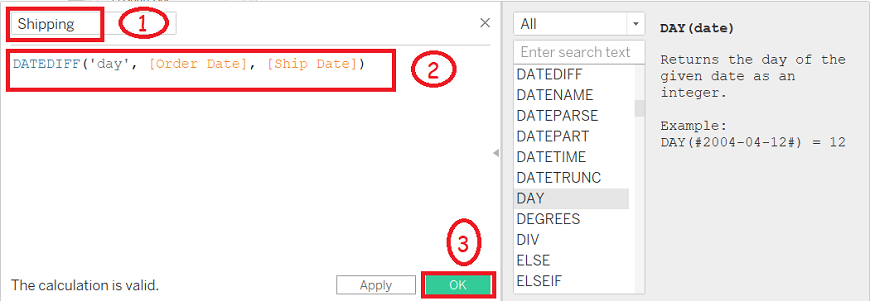 Shipping
1
DATEDIFF('day', [Order Date], [Ship Date])
2
The calculation is valid.
Apply
OK
3
All
Enter search text
DATEDIFF
DATENAME
DATEPARSE
DATEPART
DATETIME
DATETRUNC
DAY
DEGREES
DIV
ELSE
ELSEIF
DAY(date)
Returns the day of the
given date as an
integer.
Example:
DAY(#2004-04-12#) = 12